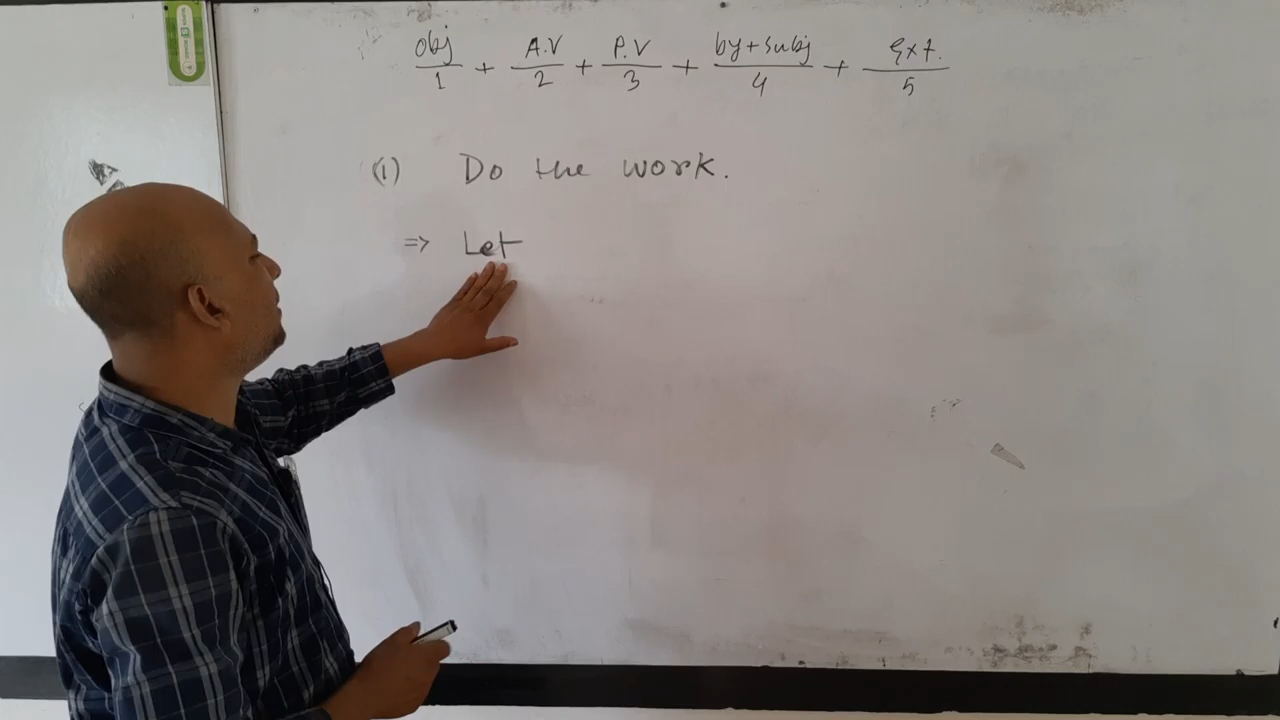 obj/1 + A.V/2 + P.V/3 + by+subj/4 + Ext./5
(1) Do the work.
=> Let